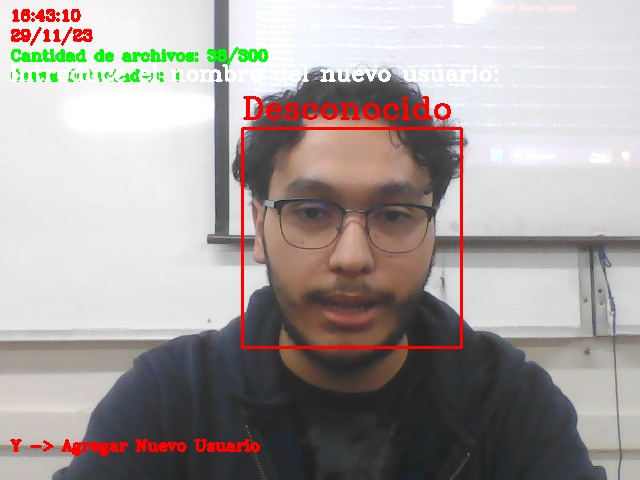 16:43:10
29/11/23
Cantidad de archivos: 38/300
nombre del nuevo usuario:
Desconocido
Y -> Agregar Nuevo Usuario